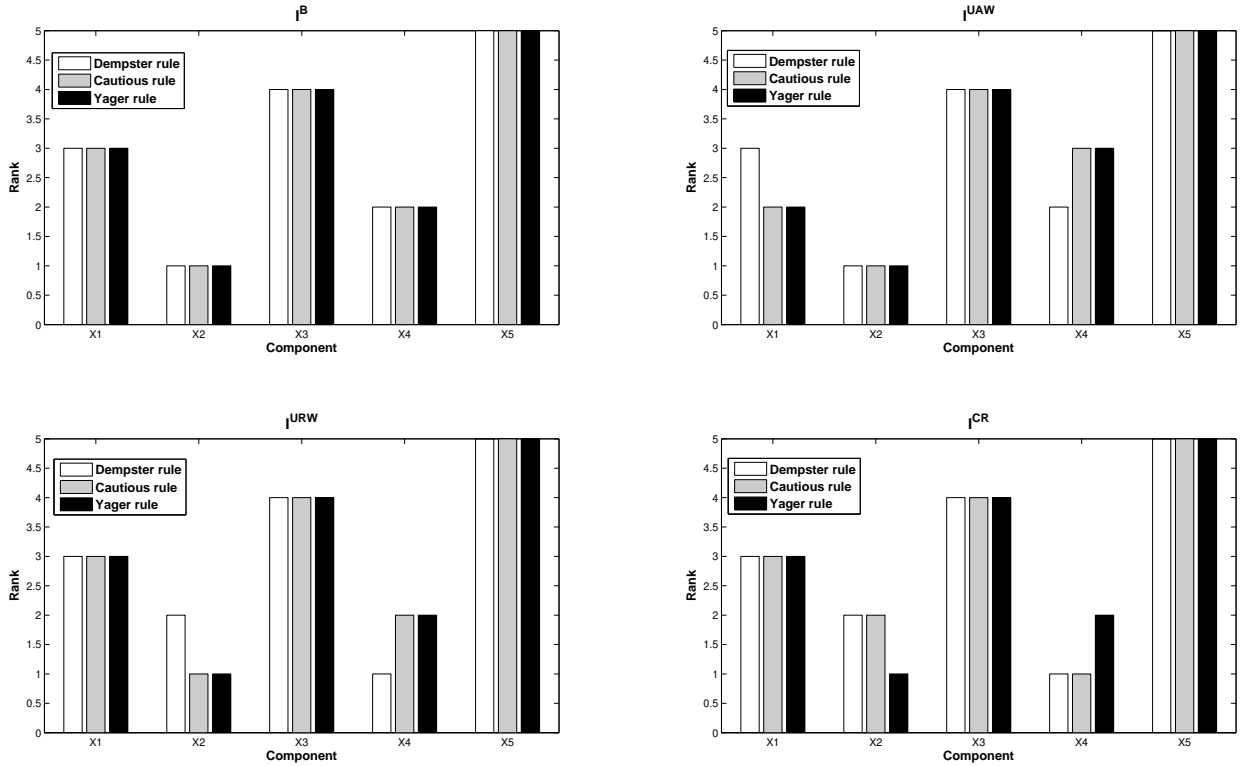 I^B
5
4.5
4
3.5
3
2.5
2
1.5
1
0.5
0
Rank
Dempster rule
Cautious rule
Yager rule
X1 X2 X3 X4 X5
Component
I^UAW
5
4.5
4
3.5
3
2.5
2
1.5
1
0.5
0
Rank
Dempster rule
Cautious rule
Yager rule
X1 X2 X3 X4 X5
Component
I^URW
5
4.5
4
3.5
3
2.5
2
1.5
1
0.5
0
Rank
Dempster rule
Cautious rule
Yager rule
X1 X2 X3 X4 X5
Component
I^CR
5
4.5
4
3.5
3
2.5
2
1.5
1
0.5
0
Rank
Dempster rule
Cautious rule
Yager rule
X1 X2 X3 X4 X5
Component